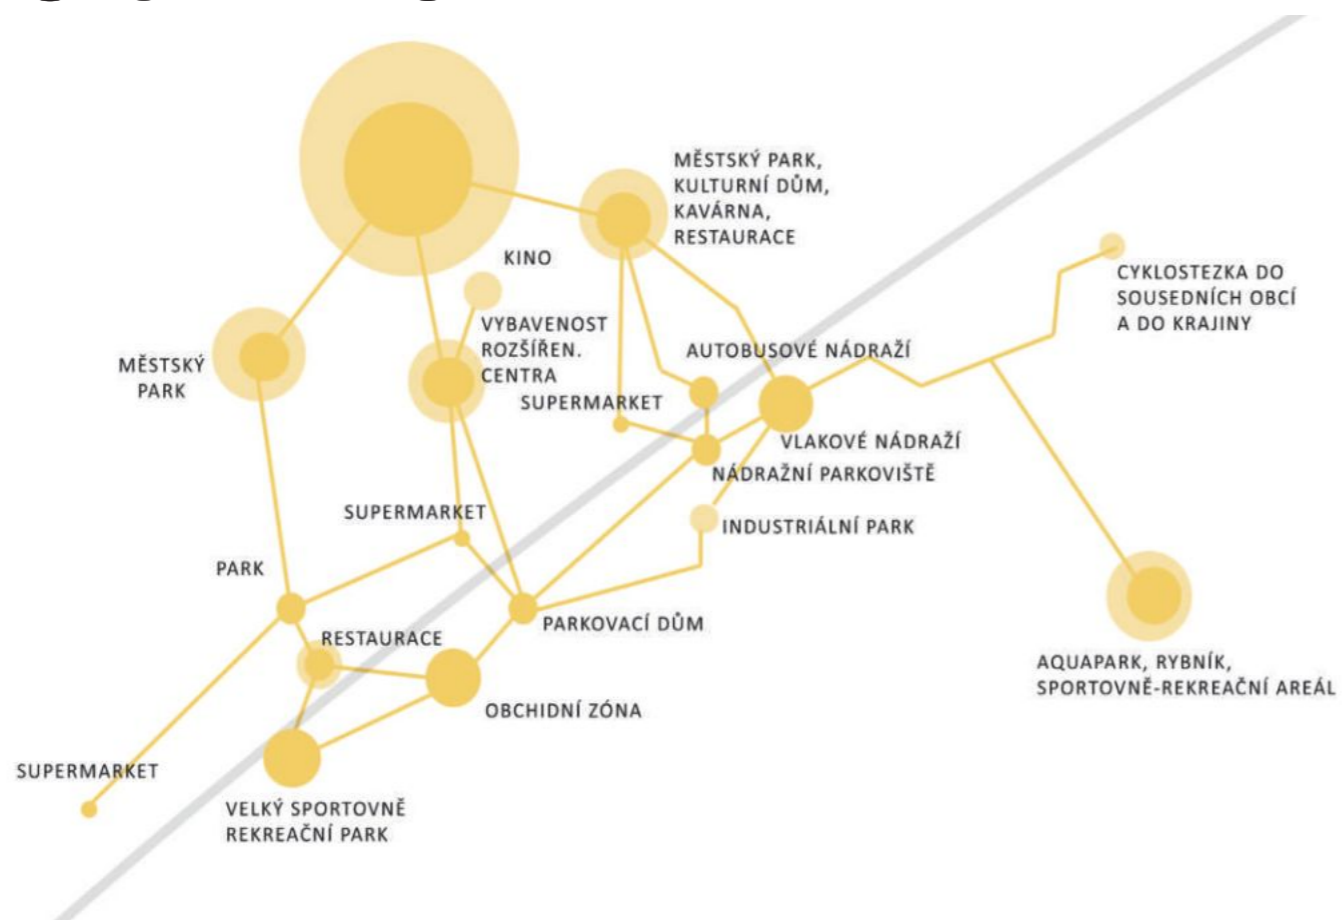 MĚSTSKÝ PARK,
KULTURNÍ DŮM,
KAVÁRNA,
RESTAURACE
KINO
CYKLOSTEZKA DO
SOUSEDNÍCH OBCÍ
A DO KRAJINY
VYBAVENOST
ROZŠÍŘEN.
CENTRA
AUTOBUSOVÉ NÁDRAŽÍ
MĚSTSKÝ
PARK
SUPERMARKET
VLAKOVÉ NÁDRAŽÍ
NÁDRAŽNÍ PARKOVIŠTĚ
SUPERMARKET
INDUSTRIÁLNÍ PARK
PARK
PARKOVACÍ DŮM
RESTAURACE
AQUAPARK, RYBNÍK,
SPORTOVNĚ-REKREAČNÍ AREÁL
OBCHIDNÍ ZÓNA
SUPERMARKET
VELKÝ SPORTOVNĚ
REKREAČNÍ PARK